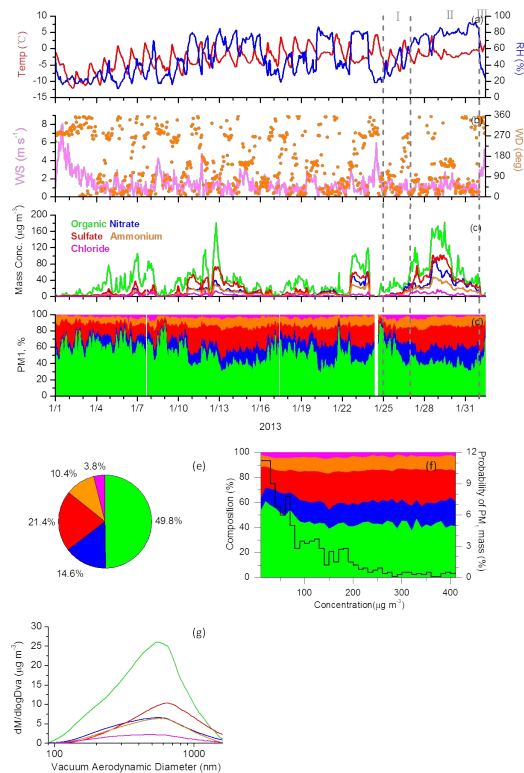 (a)
I
II
III
Temp (℃)
10
5
0
-5
-10
-15
100
80
60
40
20
0
RH (%)
(b)
WS (m s⁻¹)
8
6
4
2
0
360
270
180
90
0
WD (deg)
(c)
Mass Conc. (µg m⁻³)
200
160
120
80
40
0
Organic Nitrate
Sulfate Ammonium
Chloride
(d)
PM1, %
100
80
60
40
20
0
1/1 1/4 1/7 1/10 1/13 1/16 1/19 1/22 1/25 1/28 1/31
2013
(e)
3.8%
10.4%
21.4%
14.6%
49.8%
(f)
Composition (%)
100
80
60
40
20
0
12
9
6
3
0
Probability of PM₁ mass (%)
100 200 300 400
Concentration(µg m⁻³)
(g)
dM/dlogDva (µg m⁻³)
30
25
20
15
10
5
0
100 1000
Vacuum Aerodynamic Diameter (nm)